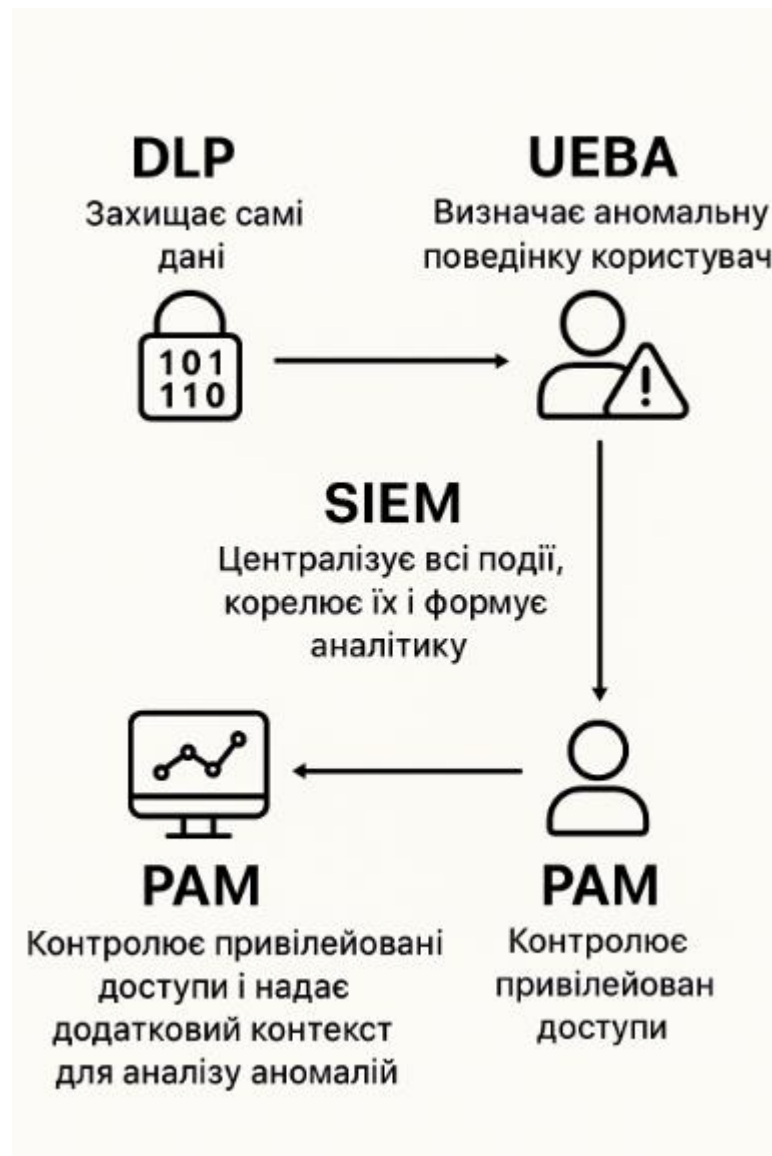 DLP
Захищає самі
дані
101
110
UEBA
Визначає аномальну
поведінку користувач
SIEM
Централізує всі події,
корелює їх і формує
аналітику
PAM
Контролює привілейовані
доступи і надає
додатковий контекст
для аналізу аномалій
PAM
Контролює
привілейован
доступи